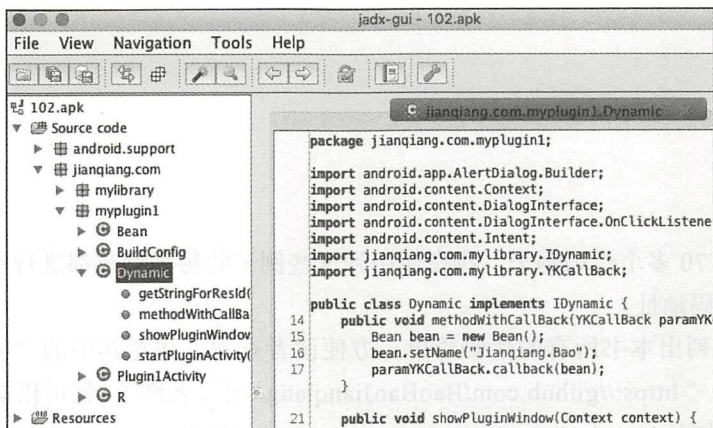 jadx-gui - 102.apk
File View Navigation Tools Help
102.apk
Source code
android.support
jianqiang.com
mylibrary
myplugin1
Bean
BuildConfig
Dynamic
getStringForResId(
methodWithCallBa
showPluginWindow
startPluginActivity(
Plugin1Activity
R
Resources
jianqiang.com.myplugin1.Dynamic
package jianqiang.com.myplugin1;
import android.app.AlertDialog.Builder;
import android.content.Context;
import android.content.DialogInterface;
import android.content.DialogInterface.OnClickListene
import android.content.Intent;
import jianqiang.com.mylibrary.IDynamic;
import jianqiang.com.mylibrary.YKCallBack;
public class Dynamic implements IDynamic {
14 public void methodWithCallBack(YKCallBack paramYK
15 Bean bean = new Bean();
16 bean.setName("Jianqiang.Bao");
17 paramYKCallBack.callback(bean);
}
21 public void showPluginWindow(Context context) {